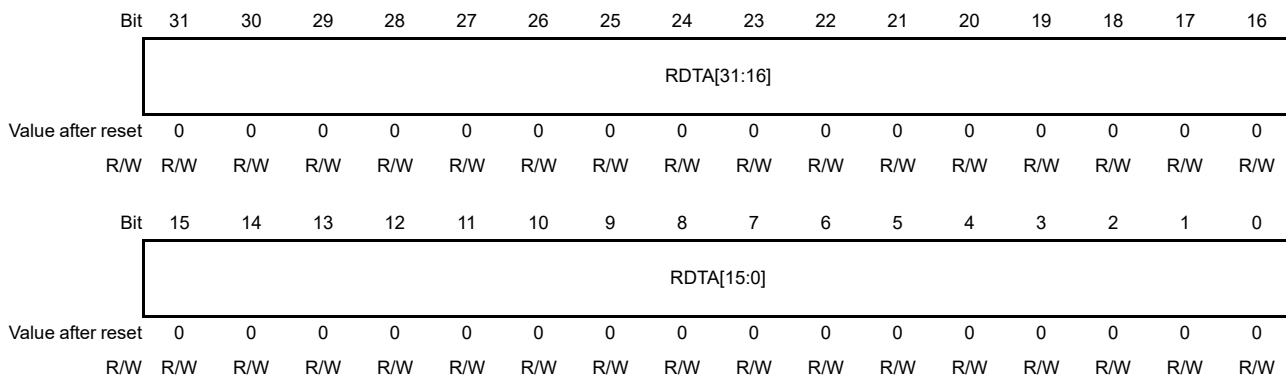 Bit 31 30 29 28 27 26 25 24 23 22 21 20 19 18 17 16
RDTA[31:16]
Value after reset 0 0 0 0 0 0 0 0 0 0 0 0 0 0 0 0
R/W R/W R/W R/W R/W R/W R/W R/W R/W R/W R/W R/W R/W R/W R/W R/W R/W
Bit 15 14 13 12 11 10 9 8 7 6 5 4 3 2 1 0
RDTA[15:0]
Value after reset 0 0 0 0 0 0 0 0 0 0 0 0 0 0 0 0
R/W R/W R/W R/W R/W R/W R/W R/W R/W R/W R/W R/W R/W R/W R/W R/W R/W